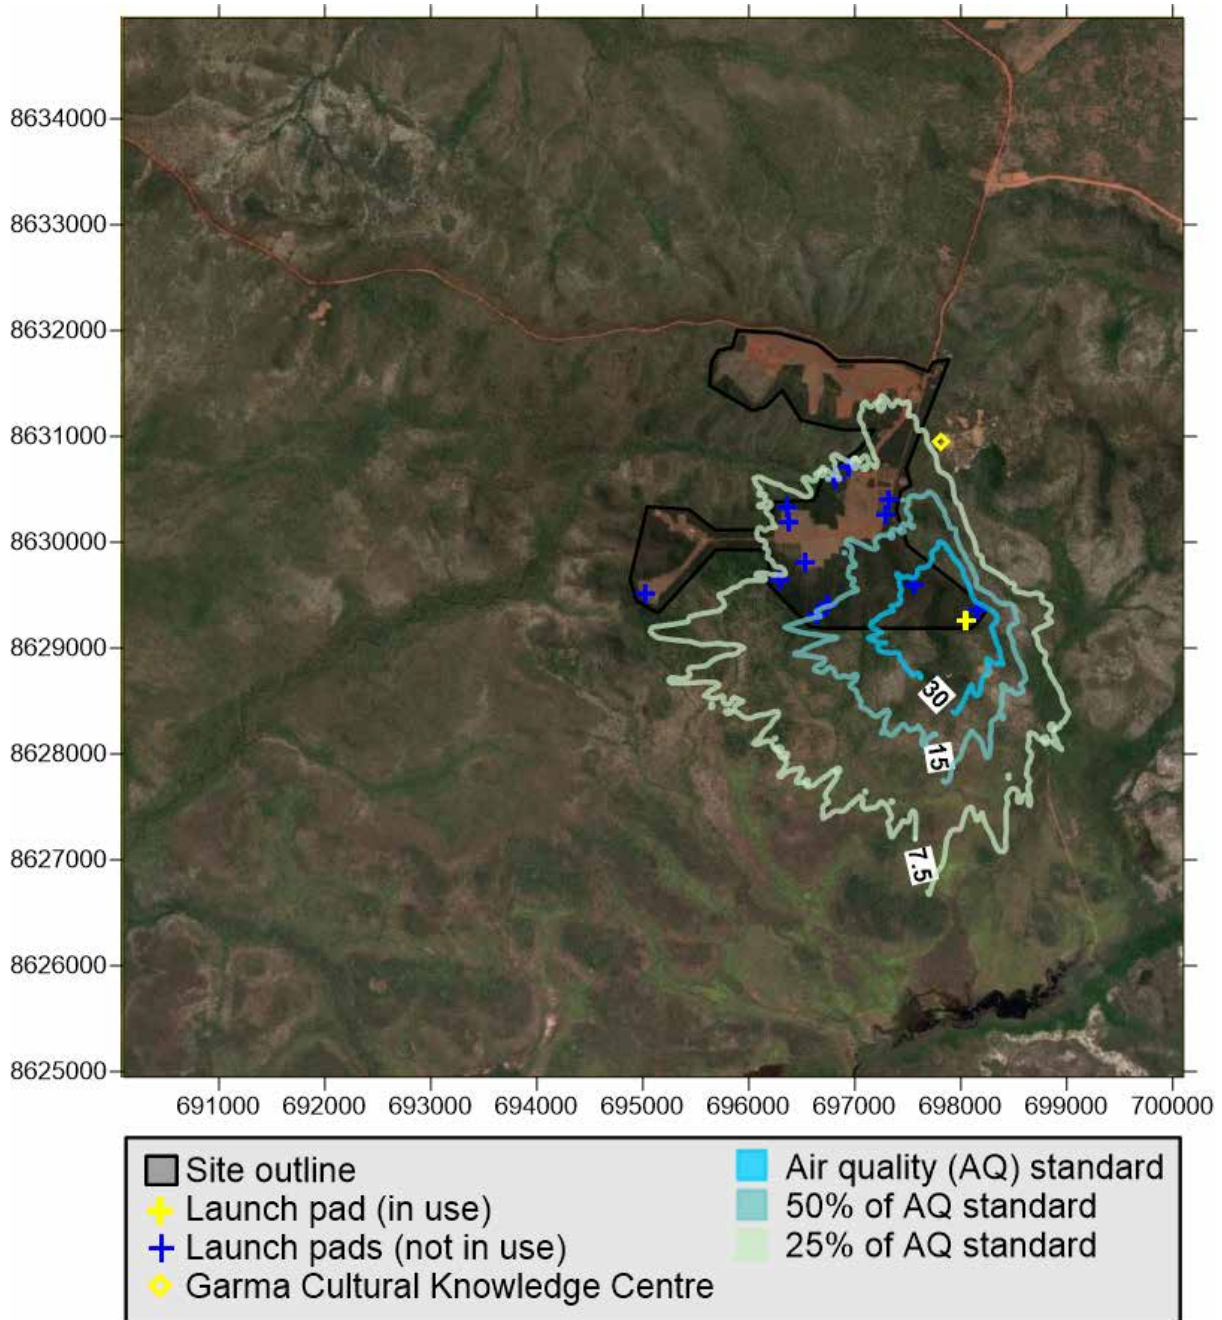 8634000
8633000
8632000
8631000
8630000
8629000
8628000
8627000
8626000
8625000
30
15
7.5
691000 692000 693000 694000 695000 696000 697000 698000 699000 700000
Site outline
Launch pad (in use)
Launch pads (not in use)
Garma Cultural Knowledge Centre
Air quality (AQ) standard
50% of AQ standard
25% of AQ standard